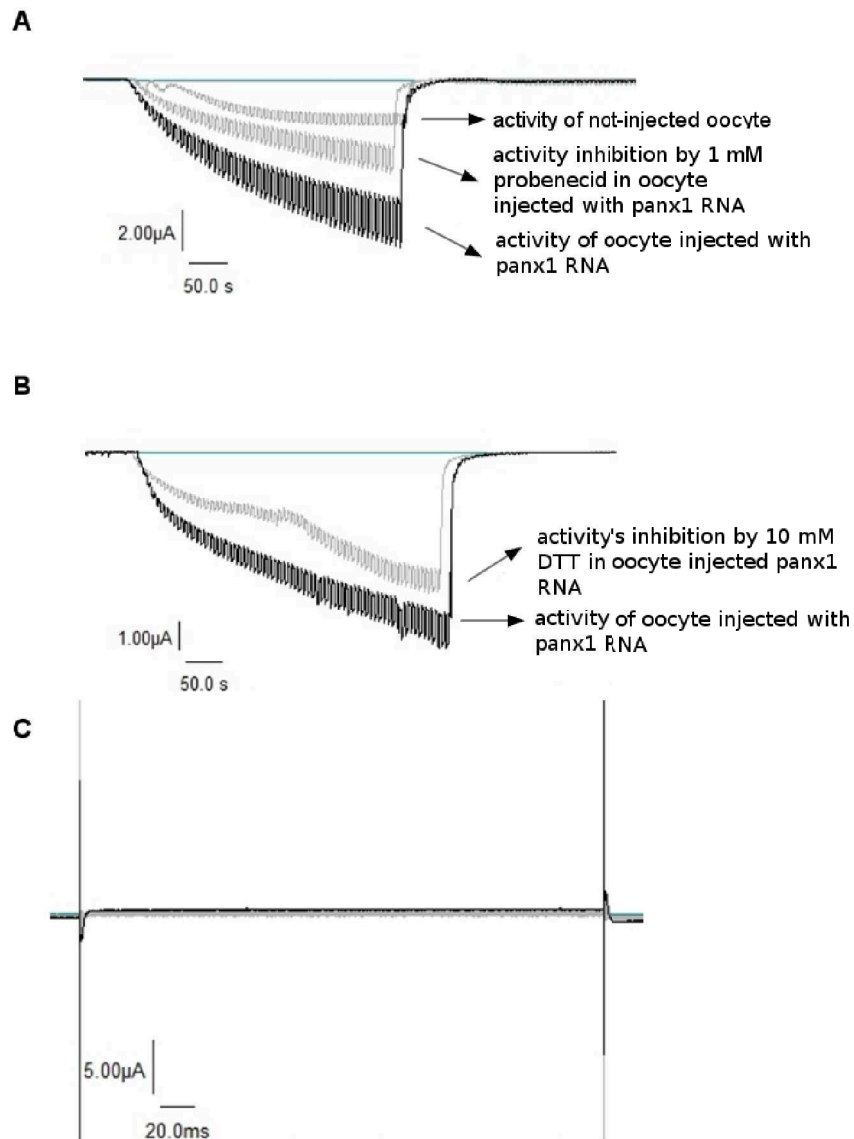 A
activity of not-injected oocyte
activity inhibition by 1 mM
probenecid in oocyte
injected with panx1 RNA
activity of oocyte injected with
panx1 RNA
2.00µA
50.0 s
B
activity's inhibition by 10 mM
DTT in oocyte injected panx1
RNA
activity of oocyte injected with
panx1 RNA
1.00µA
50.0 s
C
5.00µA
20.0ms